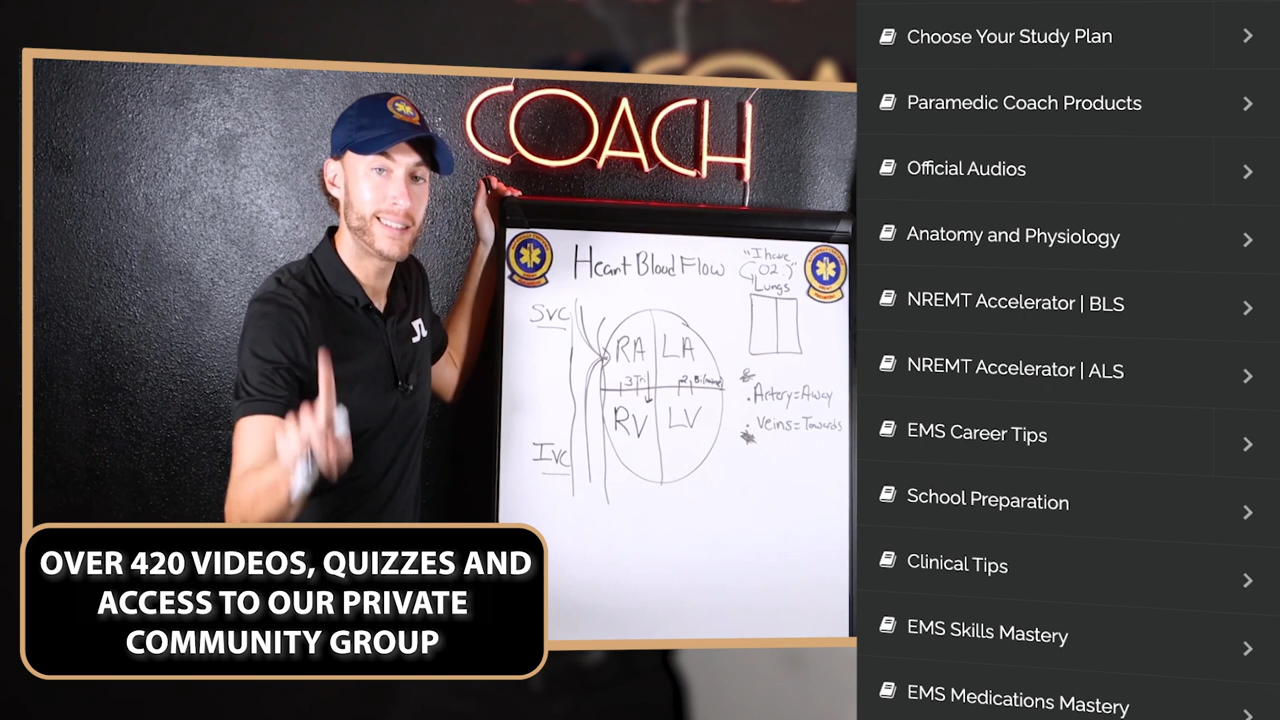 COACH
Heart Blood Flow
"I have
O2 :)"
Lungs
SVC
RA
LA
3 Tri
RV
LV
IVC
. Artery = Away
. Veins = Towards
OVER 420 VIDEOS, QUIZZES AND
ACCESS TO OUR PRIVATE
COMMUNITY GROUP
Choose Your Study Plan
Paramedic Coach Products
Official Audios
Anatomy and Physiology
NREMT Accelerator | BLS
NREMT Accelerator | ALS
EMS Career Tips
School Preparation
Clinical Tips
EMS Skills Mastery
EMS Medications Mastery